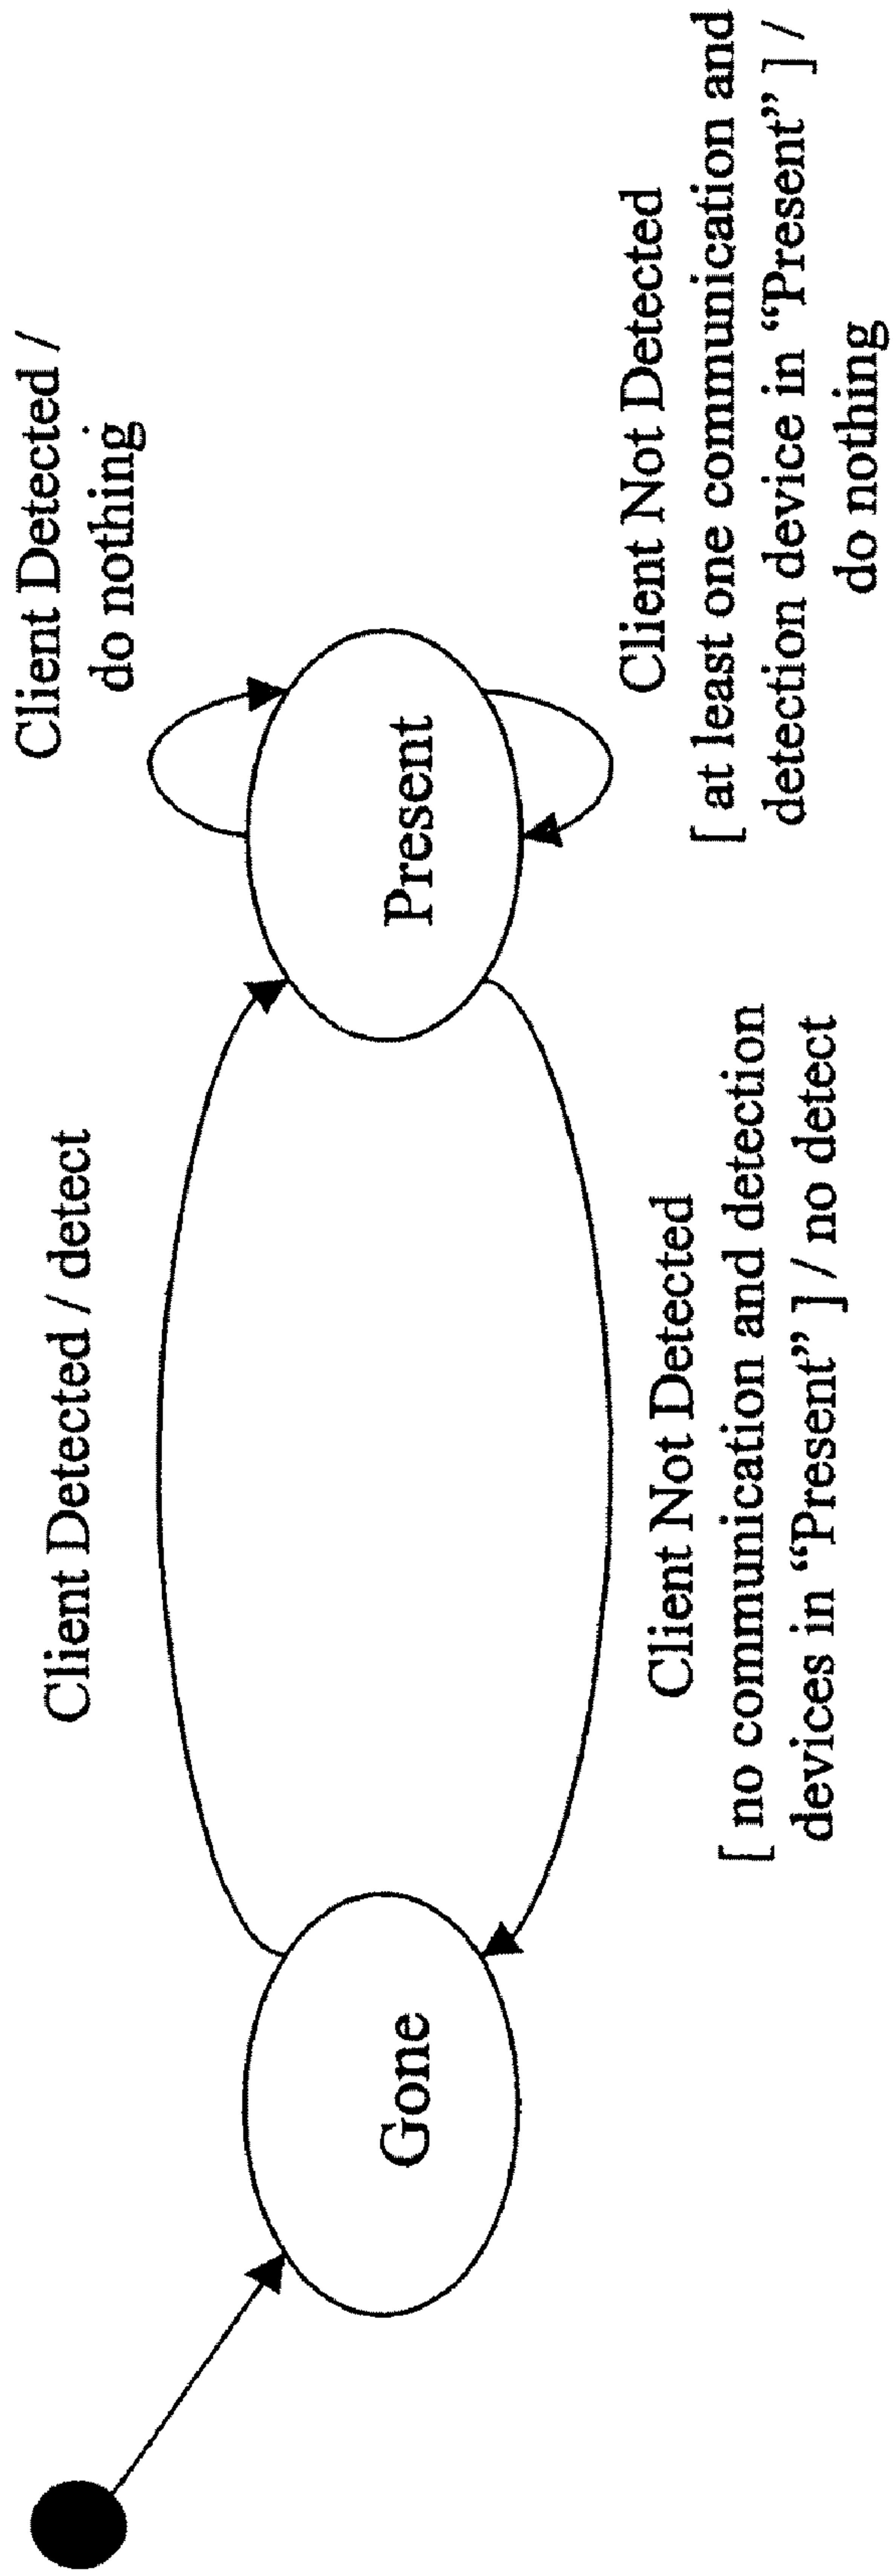 Client Detected / detect
Client Detected /
do nothing
Gone
Present
Client Not Detected
[ no communication and detection
devices in “Present” ] / no detect
Client Not Detected
[ at least one communication and
detection device in “Present” ] /
do nothing